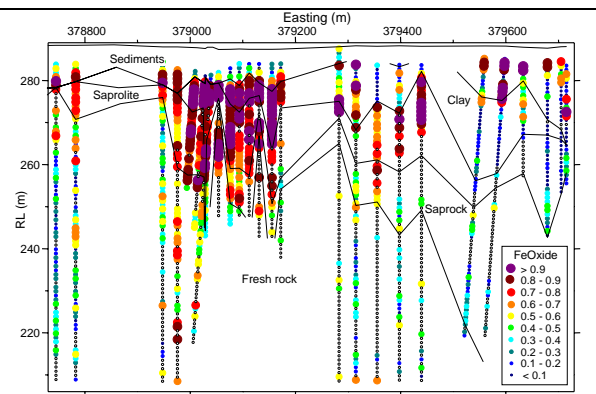 Easting (m)
378800 379000 379200 379400 379600
Sediments
280
Saprolite
Clay
260
RL (m)
Saprock
240
Fresh rock
FeOxide
> 0.9
0.8 - 0.9
0.7 - 0.8
0.6 - 0.7
0.5 - 0.6
0.4 - 0.5
0.3 - 0.4
0.2 - 0.3
0.1 - 0.2
< 0.1
220